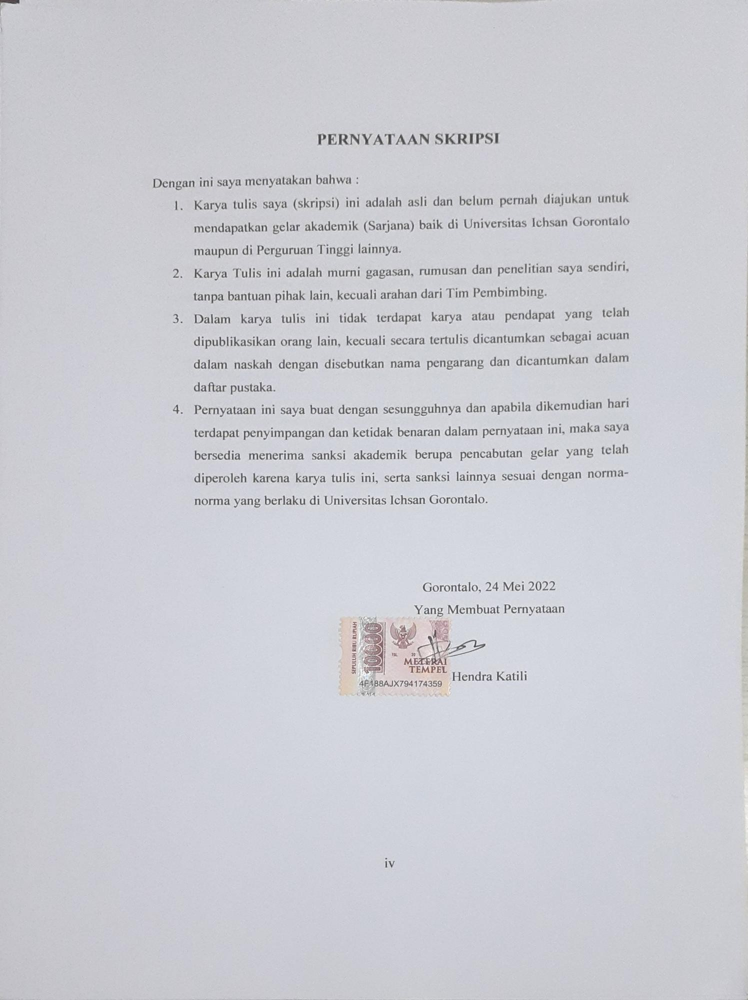 PERNYATAAN SKRIPSI
Dengan ini saya menyatakan bahwa :
1. Karya tulis saya (skripsi) ini adalah asli dan belum pernah diajukan untuk
mendapatkan gelar akademik (Sarjana) baik di Universitas Ichsan Gorontalo
maupun di Perguruan Tinggi lainnya.
2. Karya Tulis ini adalah murni gagasan, rumusan dan penelitian saya sendiri,
tanpa bantuan pihak lain, kecuali arahan dari Tim Pembimbing.
3. Dalam karya tulis ini tidak terdapat karya atau pendapat yang telah
dipublikasikan orang lain, kecuali secara tertulis dicantumkan sebagai acuan
dalam naskah dengan disebutkan nama pengarang dan dicantumkan dalam
daftar pustaka.
4. Pernyataan ini saya buat dengan sesungguhnya dan apabila dikemudian hari
terdapat penyimpangan dan ketidak benaran dalam pernyataan ini, maka saya
bersedia menerima sanksi akademik berupa pencabutan gelar yang telah
diperoleh karena karya tulis ini, serta sanksi lainnya sesuai dengan norma-
norma yang berlaku di Universitas Ichsan Gorontalo.
Gorontalo, 24 Mei 2022
Yang Membuat Pernyataan
SEPULUH RIBU RUPIAH
10000
TGL. 20
METERAI
TEMPEL
4F188AJX794174359
Hendra Katili
iv